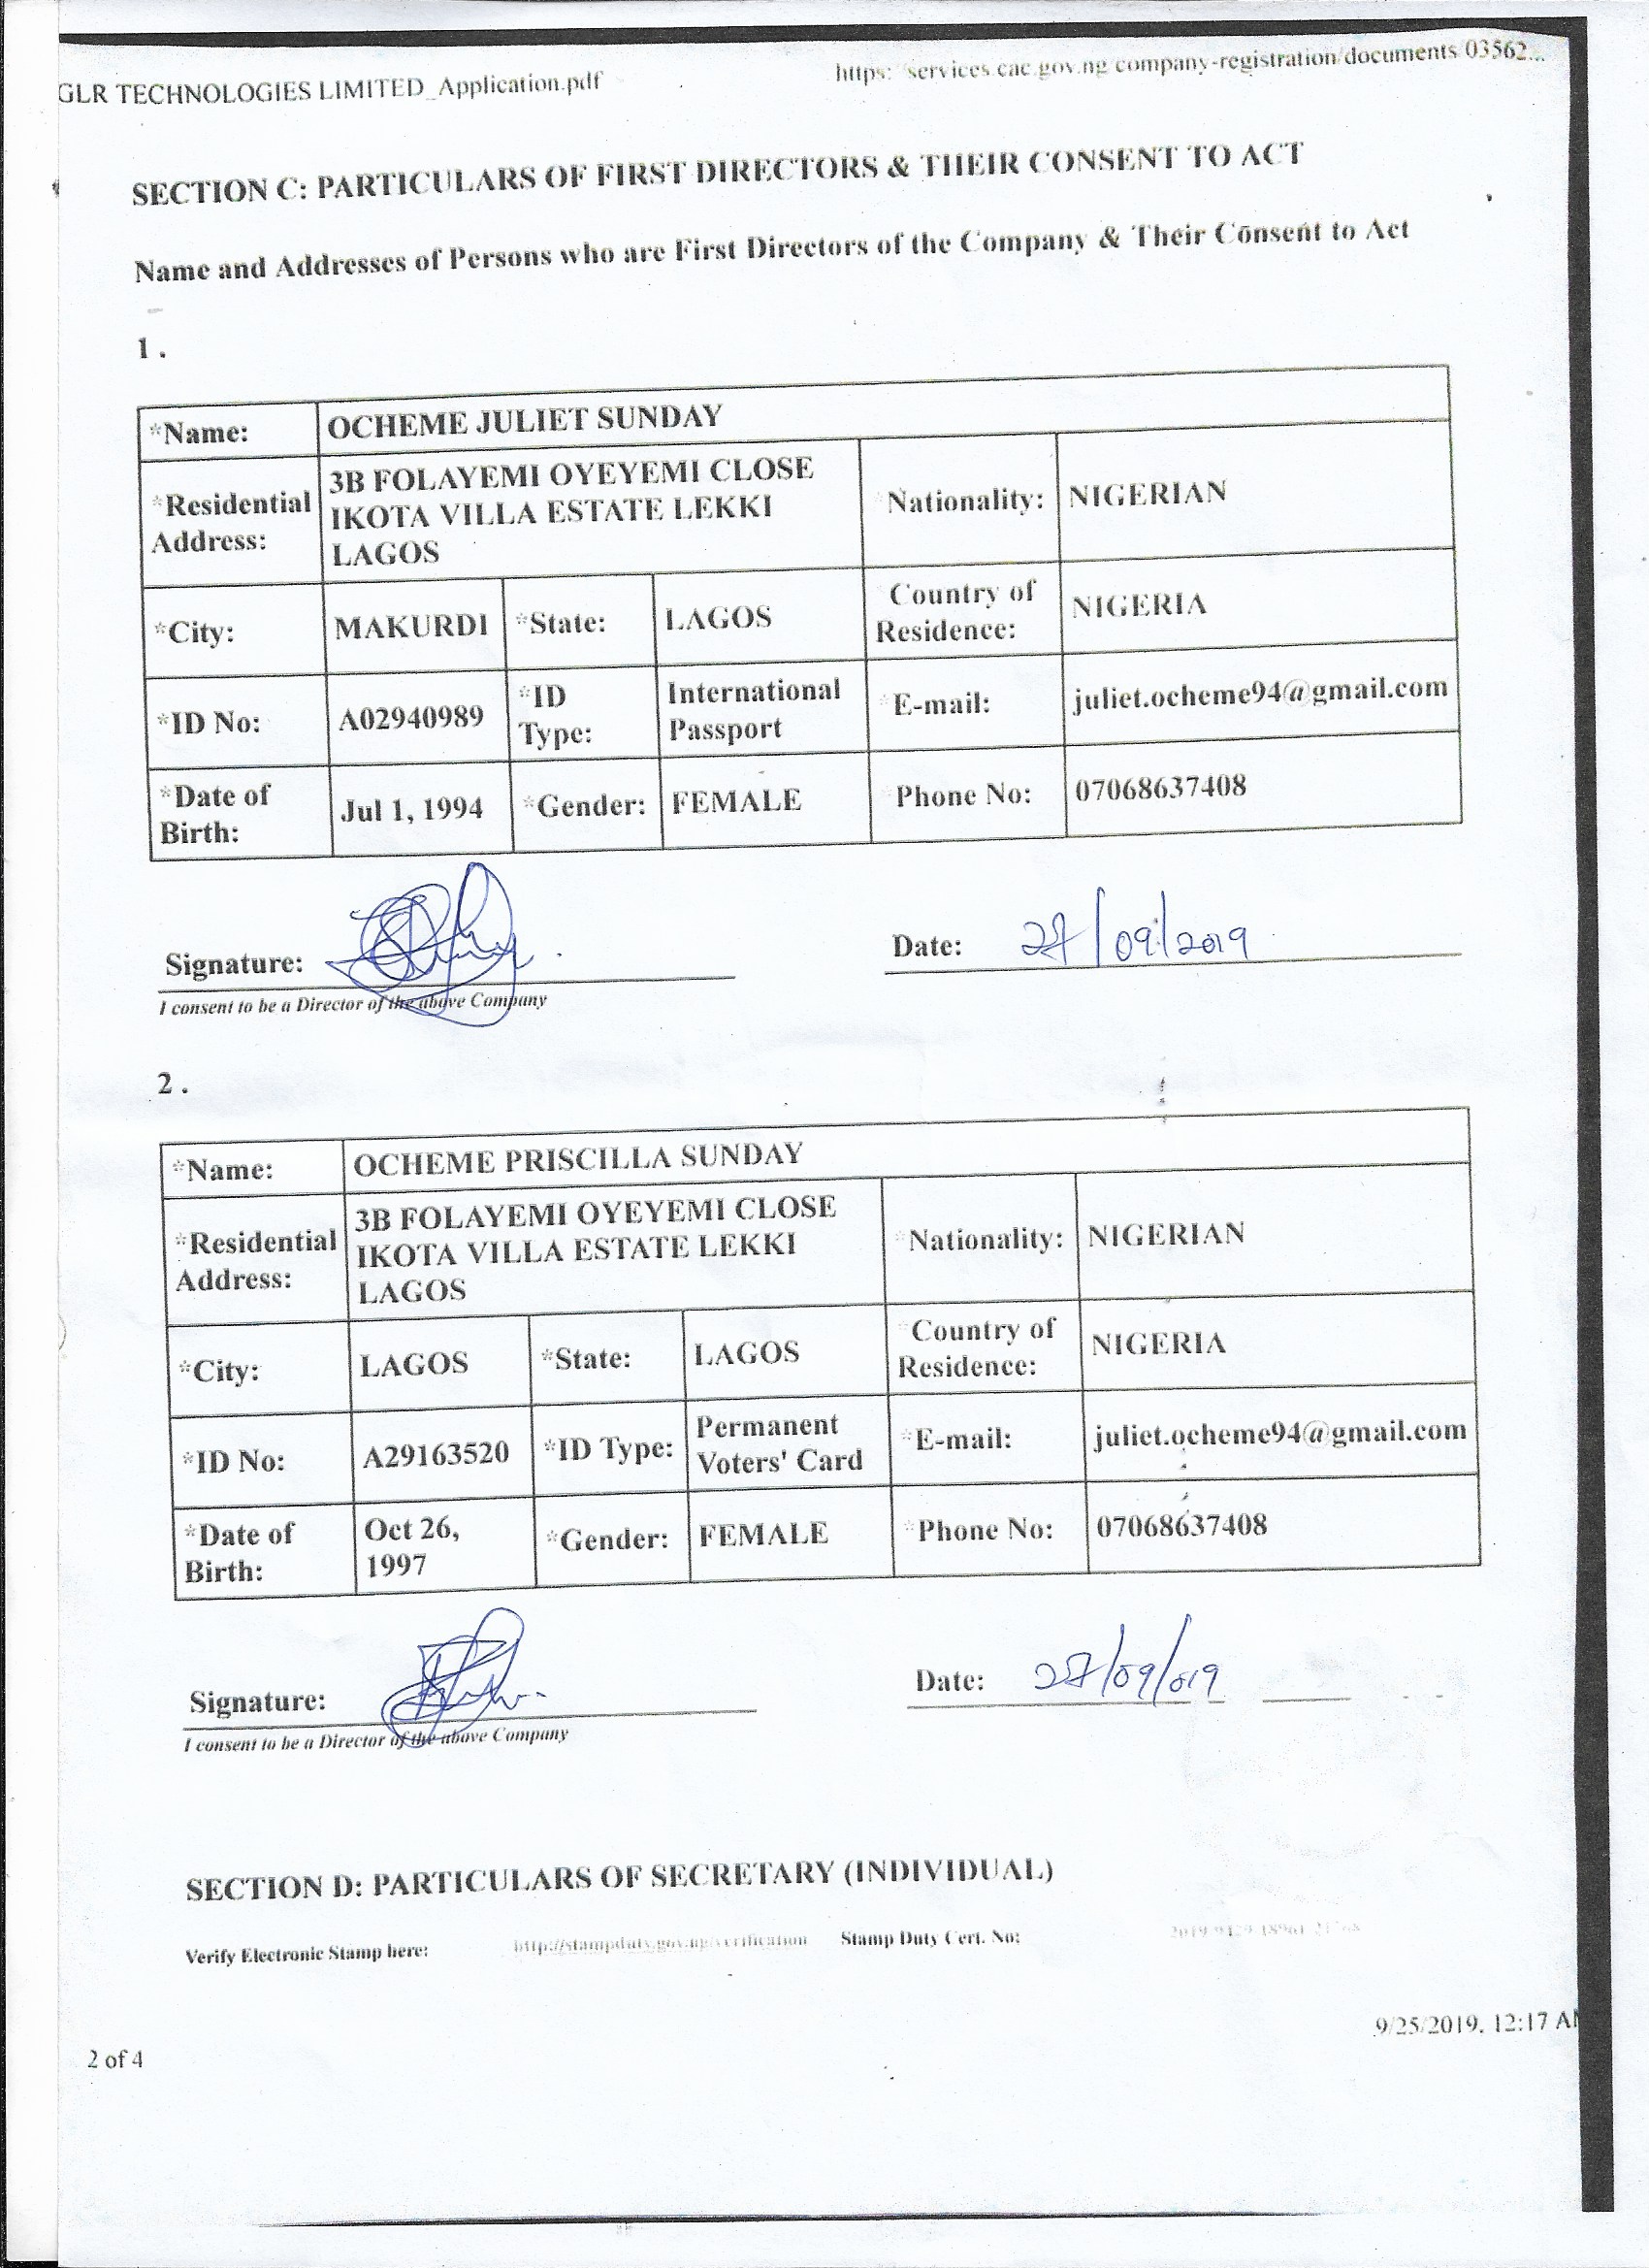 GLR TECHNOLOGIES LIMITED_Application.pdf
https: services.cac.gov.ng/company-registration/documents/03562...
SECTION C: PARTICULARS OF FIRST DIRECTORS & THEIR CONSENT TO ACT
Name and Addresses of Persons who are First Directors of the Company & Their Consent to Act
1 .
*Name: OCHEME JULIET SUNDAY
*Residential Address: 3B FOLAYEMI OYEYEMI CLOSE IKOTA VILLA ESTATE LEKKI LAGOS *Nationality: NIGERIAN
*City: MAKURDI *State: LAGOS *Country of Residence: NIGERIA
*ID No: A02940989 *ID Type: International Passport *E-mail: juliet.ocheme94@gmail.com
*Date of Birth: Jul 1, 1994 *Gender: FEMALE *Phone No: 07068637408
Signature: Date: 27/09/2019
I consent to be a Director of the above Company
2 .
*Name: OCHEME PRISCILLA SUNDAY
*Residential Address: 3B FOLAYEMI OYEYEMI CLOSE IKOTA VILLA ESTATE LEKKI LAGOS *Nationality: NIGERIAN
*City: LAGOS *State: LAGOS *Country of Residence: NIGERIA
*ID No: A29163520 *ID Type: Permanent Voters' Card *E-mail: juliet.ocheme94@gmail.com
*Date of Birth: Oct 26, 1997 *Gender: FEMALE *Phone No: 07068637408
Signature: Date: 27/09/019
I consent to be a Director of the above Company
SECTION D: PARTICULARS OF SECRETARY (INDIVIDUAL)
Verify Electronic Stamp here: http://stampduty.gov.ng/verification Stamp Duty Cert. No:
9/25/2019, 12:17 AM
2 of 4